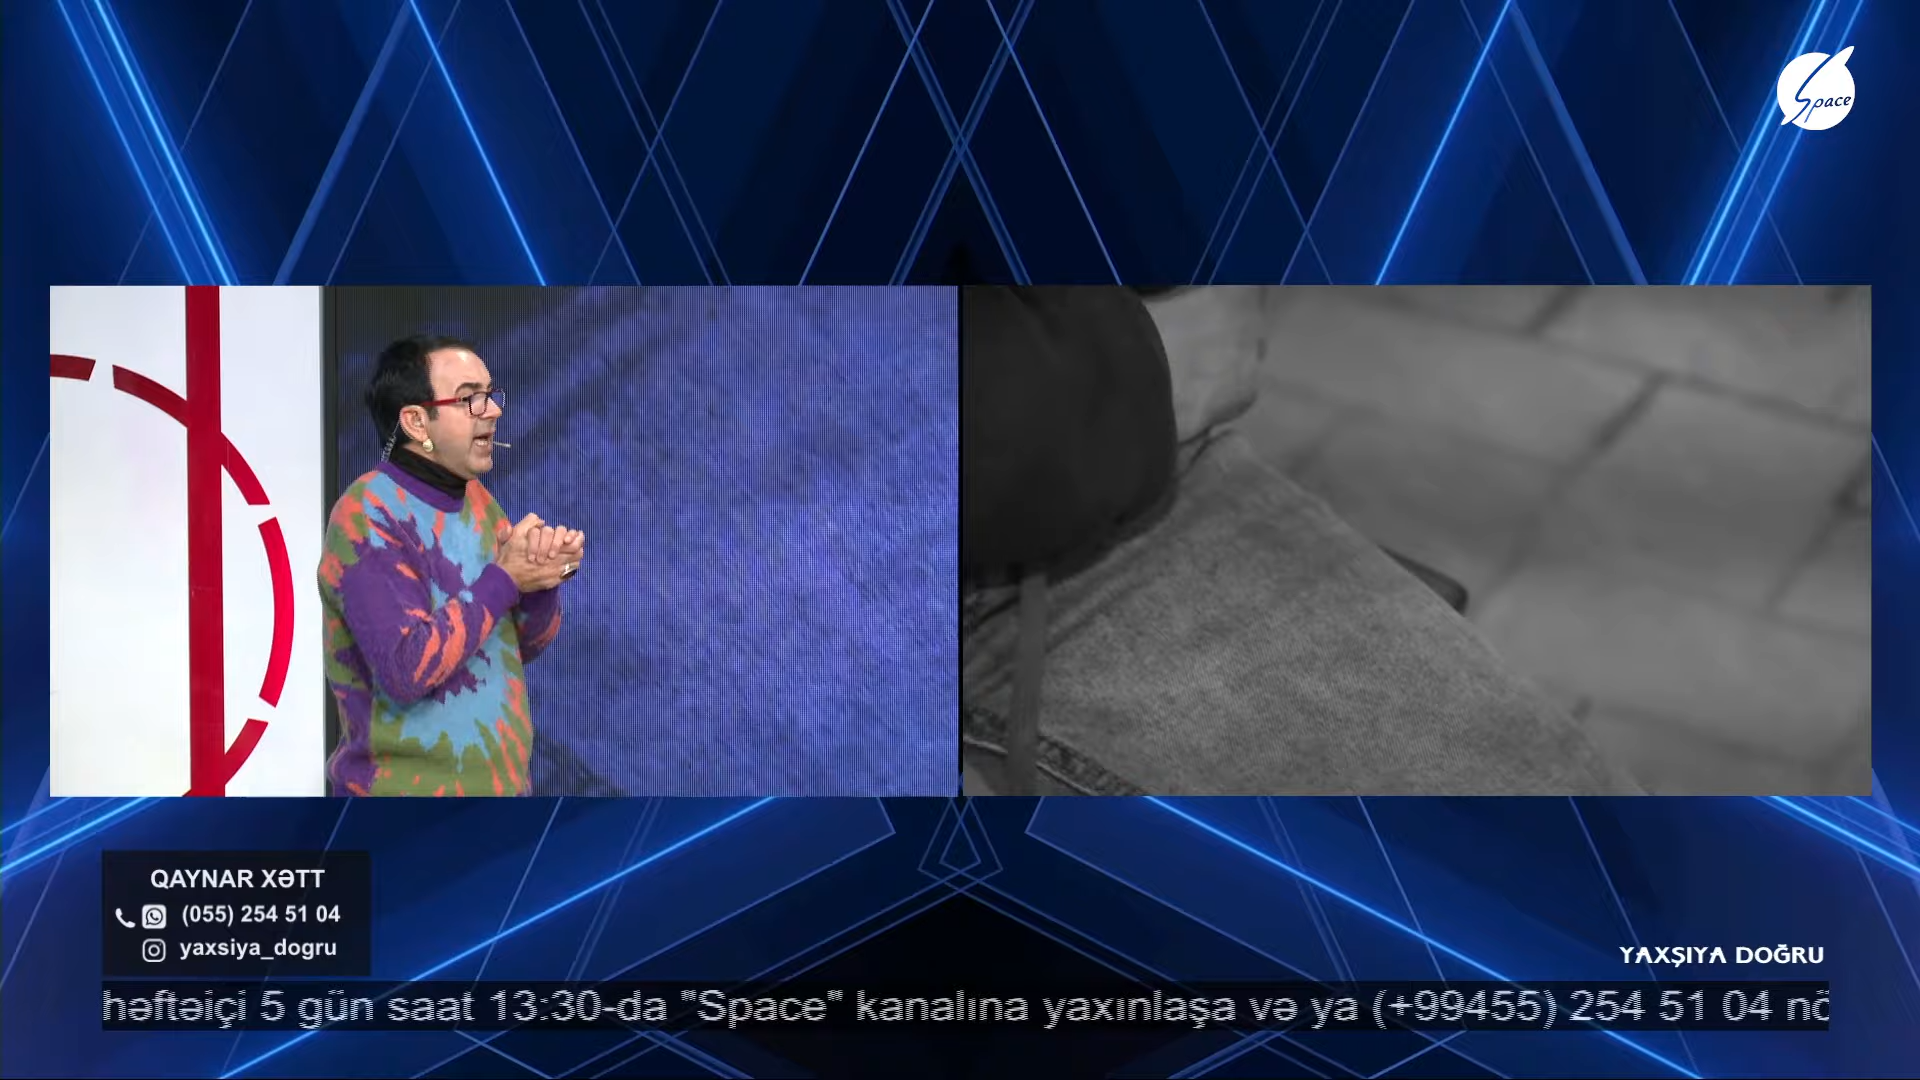 Space
QAYNAR XƏTT
(055) 254 51 04
yaxsiya_dogru
YAXŞIYA DOĞRU
həftəiçi 5 gün saat 13:30-da "Space" kanalına yaxınlaşa və ya (+99455) 254 51 04